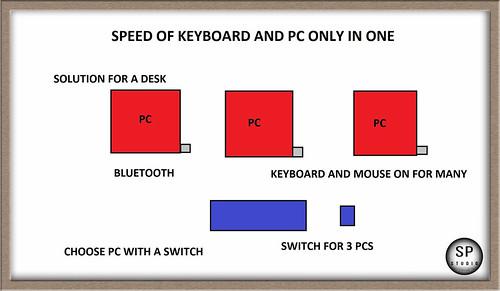 SPEED OF KEYBOARD AND PC ONLY IN ONE
SOLUTION FOR A DESK
PC
PC
PC
BLUETOOTH
KEYBOARD AND MOUSE ON FOR MANY
CHOOSE PC WITH A SWITCH
SWITCH FOR 3 PCS
SP
STUDIO